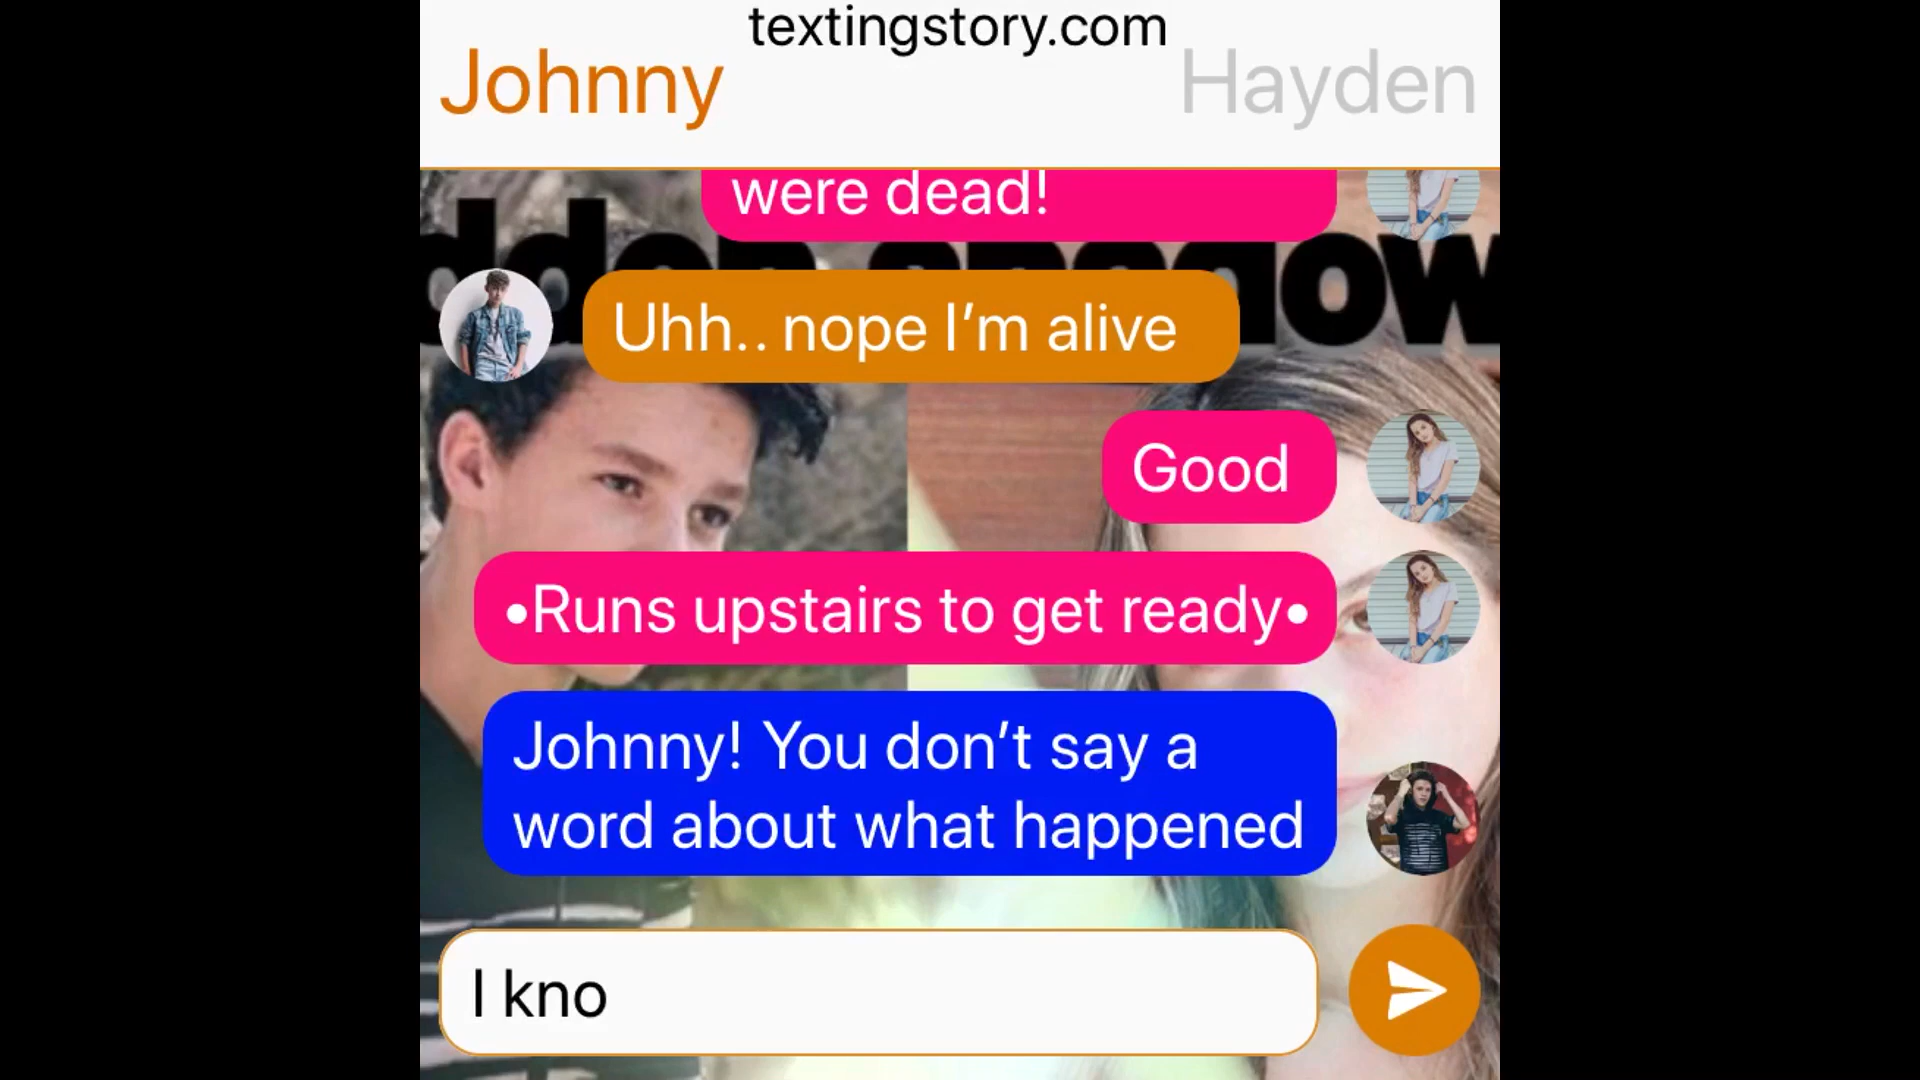 textingstory.com
Johnny
Hayden
were dead!
Uhh.. nope I’m alive
Good
•Runs upstairs to get ready•
Johnny! You don’t say a
word about what happened
I kno